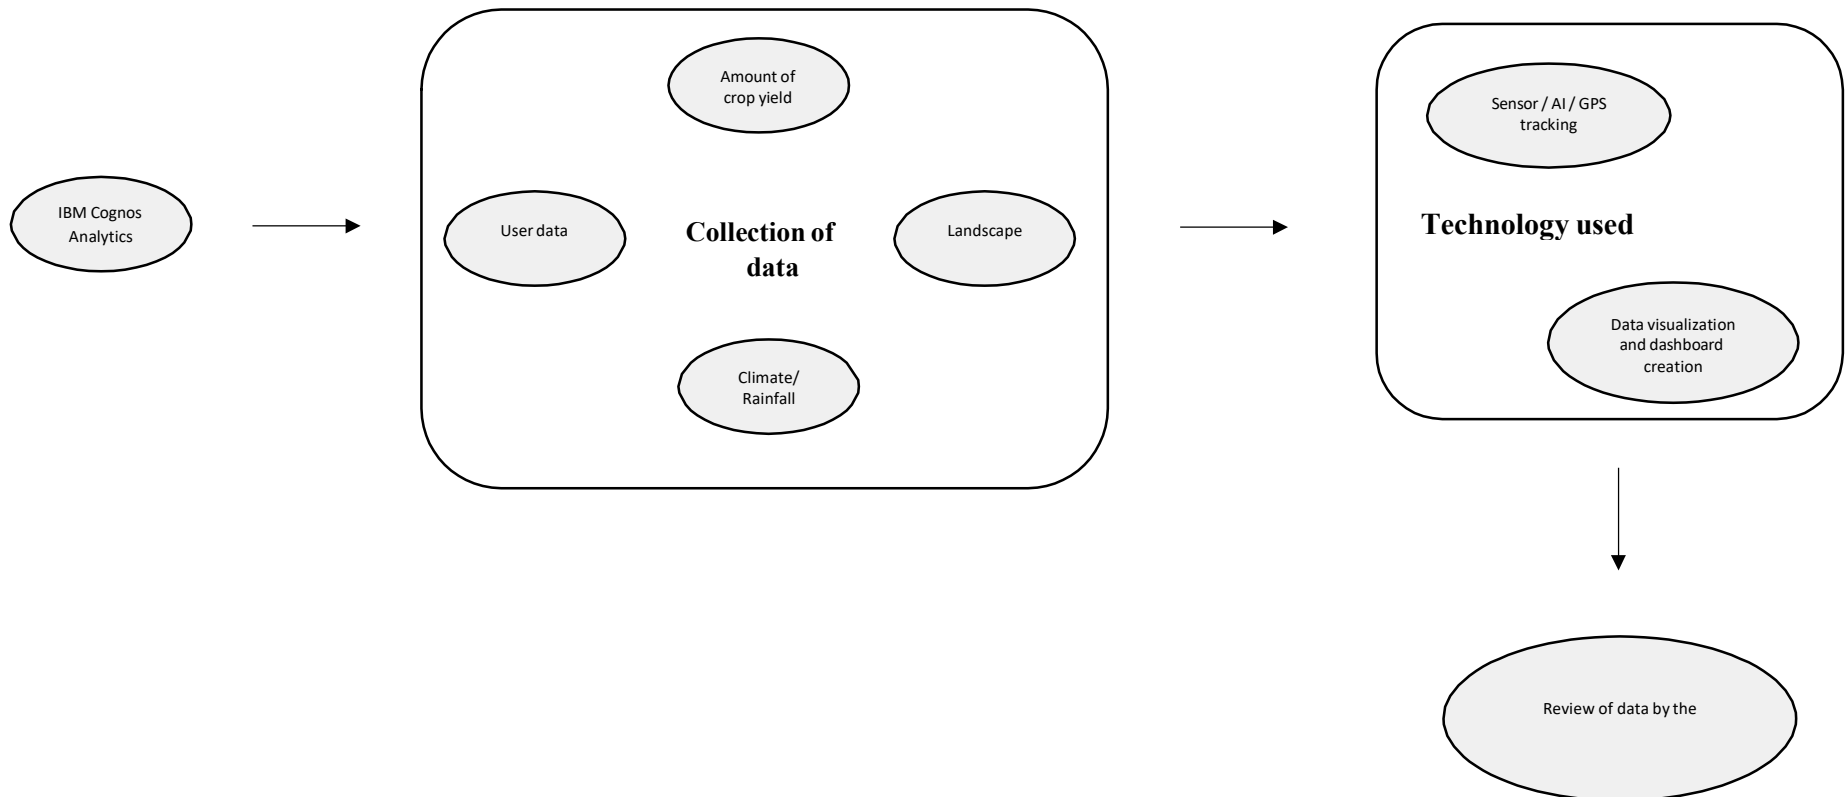 IBM Cognos
Analytics
Amount of
crop yield
User data
Collection of
data
Landscape
Climate/
Rainfall
Sensor / AI / GPS
tracking
Technology used
Data visualization
and dashboard
creation
Review of data by the